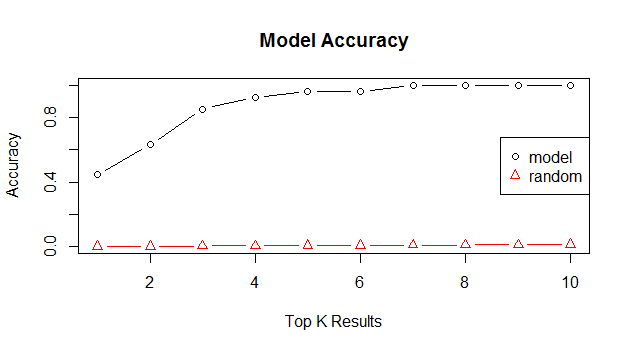 Model Accuracy
Accuracy
0.8
0.4
0.0
model
random
2 4 6 8 10
Top K Results